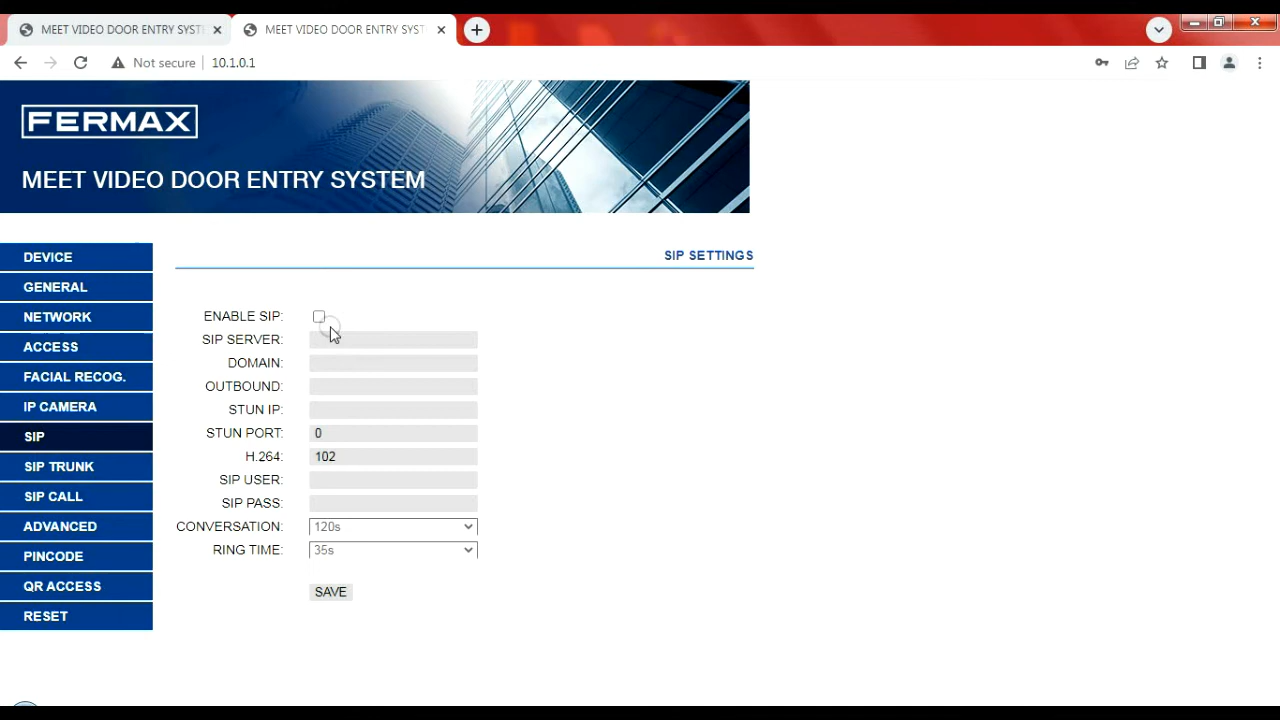 MEET VIDEO DOOR ENTRY SYST
MEET VIDEO DOOR ENTRY SYST
Not secure 10.1.0.1
FERMAX
MEET VIDEO DOOR ENTRY SYSTEM
DEVICE
GENERAL
NETWORK
ACCESS
FACIAL RECOG.
IP CAMERA
SIP
SIP TRUNK
SIP CALL
ADVANCED
PINCODE
QR ACCESS
RESET
SIP SETTINGS
ENABLE SIP:
SIP SERVER:
DOMAIN:
OUTBOUND:
STUN IP:
STUN PORT: 0
H.264: 102
SIP USER:
SIP PASS:
CONVERSATION: 120s
RING TIME: 35s
SAVE